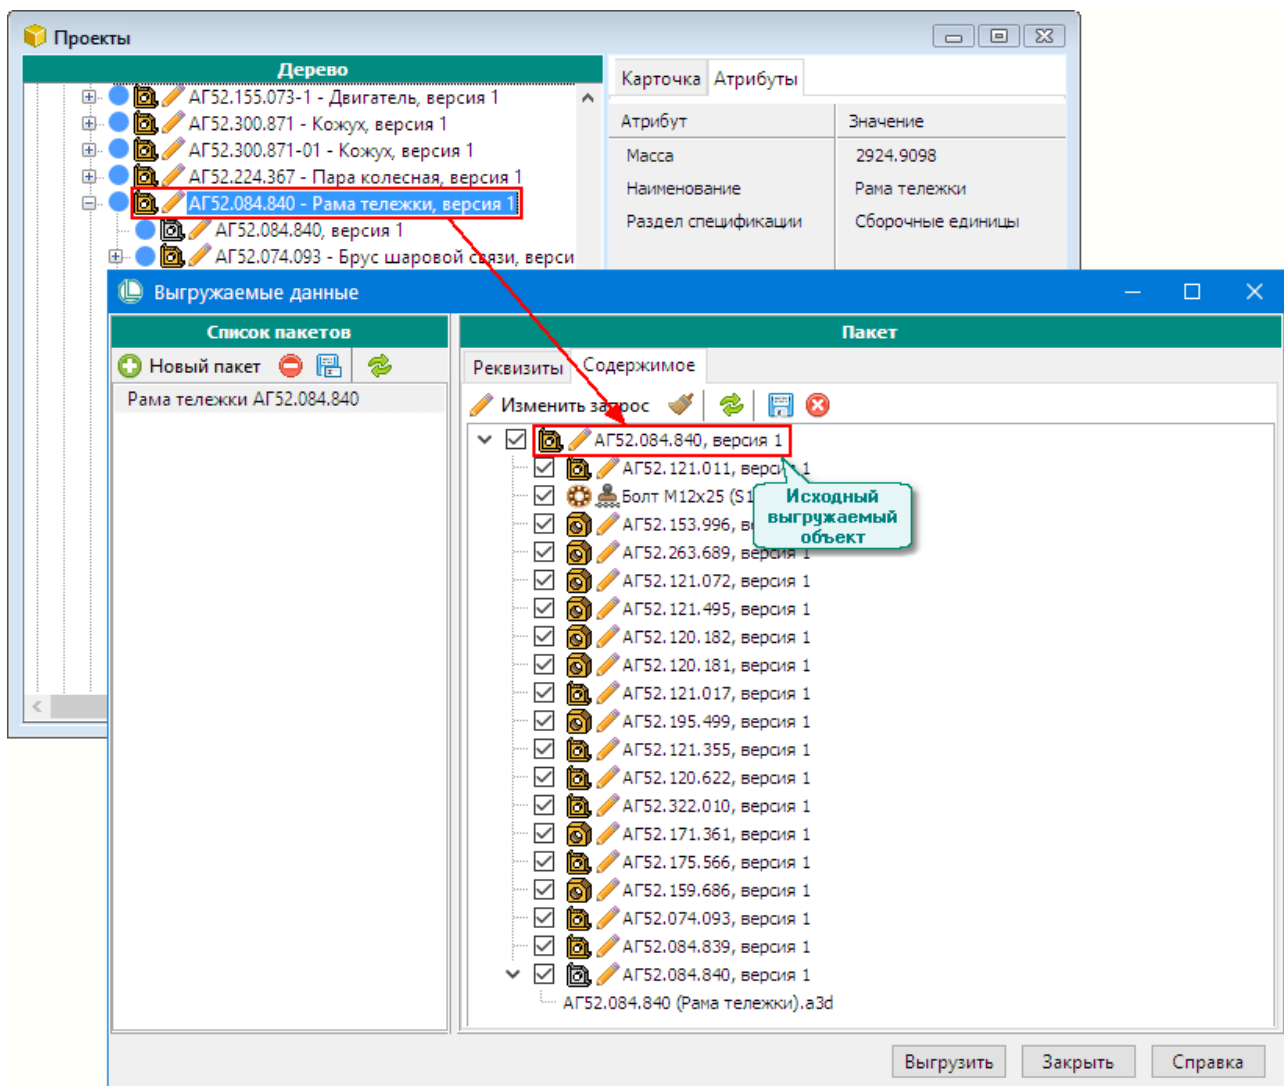 Проекты
Дерево
АГ52.155.073-1 - Двигатель, версия 1
АГ52.300.871 - Кожух, версия 1
АГ52.300.871-01 - Кожух, версия 1
АГ52.224.367 - Пара колесная, версия 1
АГ52.084.840 - Рама тележки, версия 1
АГ52.084.840, версия 1
АГ52.074.093 - Брус шаровой связи, верси
Карточка Атрибуты
Атрибут Значение
Масса 2924.9098
Наименование Рама тележки
Раздел спецификации Сборочные единицы
Выгружаемые данные
Список пакетов
Новый пакет
Рама тележки АГ52.084.840
Пакет
Реквизиты Содержимое
Изменить запрос
АГ52.084.840, версия 1
АГ52.121.011, версия 1
Болт М12х25 (S1
Исходный
выгружаемый
объект
АГ52.153.996, в
АГ52.263.689, версия 1
АГ52.121.072, версия 1
АГ52.121.495, версия 1
АГ52.120.182, версия 1
АГ52.120.181, версия 1
АГ52.121.017, версия 1
АГ52.195.499, версия 1
АГ52.121.355, версия 1
АГ52.120.622, версия 1
АГ52.322.010, версия 1
АГ52.171.361, версия 1
АГ52.175.566, версия 1
АГ52.159.686, версия 1
АГ52.074.093, версия 1
АГ52.084.839, версия 1
АГ52.084.840, версия 1
АГ52.084.840 (Рама тележки).a3d
Выгрузить Закрыть Справка